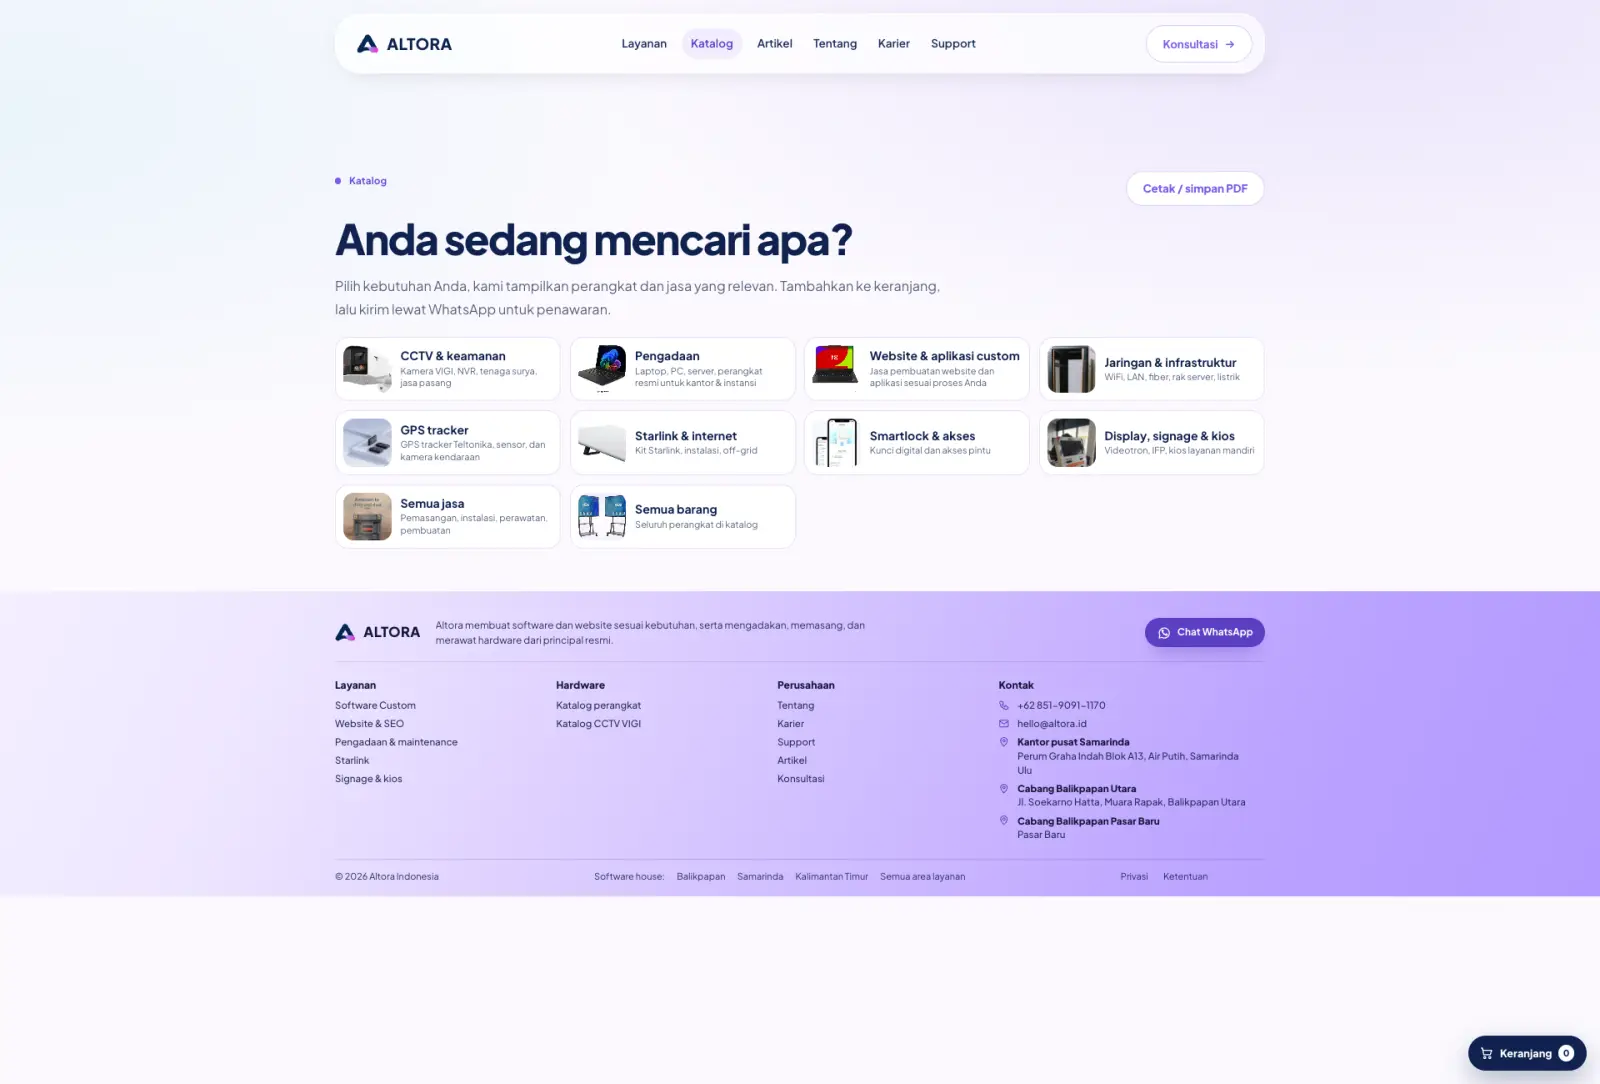 ALTORA
Layanan
Katalog
Artikel
Tentang
Karier
Support
Konsultasi →
Katalog
Cetak / simpan PDF
Anda sedang mencari apa?
Pilih kebutuhan Anda, kami tampilkan perangkat dan jasa yang relevan. Tambahkan ke keranjang,
lalu kirim lewat WhatsApp untuk penawaran.
CCTV & keamanan
Kamera VIGI, NVR, tenaga surya,
jasa pasang
Pengadaan
Laptop, PC, server, perangkat
resmi untuk kantor & instansi
Website & aplikasi custom
Jasa pembuatan website dan
aplikasi sesuai proses Anda
Jaringan & infrastruktur
WiFi, LAN, fiber, rak server, listrik
GPS tracker
GPS tracker Teltonika, sensor, dan
kamera kendaraan
Starlink & internet
Kit Starlink, instalasi, off-grid
Smartlock & akses
Kunci digital dan akses pintu
Display, signage & kios
Videotron, IFP, kios layanan mandiri
Semua jasa
Pemasangan, instalasi, perawatan,
pembuatan
Semua barang
Seluruh perangkat di katalog
ALTORA
Altora membuat software dan website sesuai kebutuhan, serta mengadakan, memasang, dan
merawat hardware dari principal resmi.
Chat WhatsApp
Layanan
Software Custom
Website & SEO
Pengadaan & maintenance
Starlink
Signage & kios
Hardware
Katalog perangkat
Katalog CCTV VIGI
Perusahaan
Tentang
Karier
Support
Artikel
Konsultasi
Kontak
+62 851-9091-1170
hello@altora.id
Kantor pusat Samarinda
Perum Graha Indah Blok A13, Air Putih, Samarinda
Ulu
Cabang Balikpapan Utara
Jl. Soekarno Hatta, Muara Rapak, Balikpapan Utara
Cabang Balikpapan Pasar Baru
Pasar Baru
© 2026 Altora Indonesia
Software house:
Balikpapan
Samarinda
Kalimantan Timur
Semua area layanan
Privasi
Ketentuan
Keranjang 0